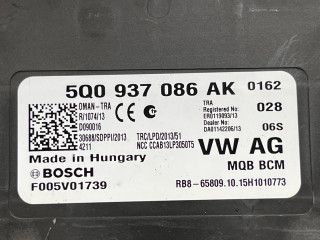 5Q0 937 086 AK 0162
OMAN-TRA
R/1074/13
D090016
30688/SDPPI/2013
4211
TRC/LPD/2013/51
NCC CCAB13LP3050T5
TRA
Registered No:
ER0119093/13
Dealer No:
DA01142206/13
028
06S
Made in Hungary
VW AG
BOSCH
MQB BCM
F005V01739
RB8-65809.10.15H1010773